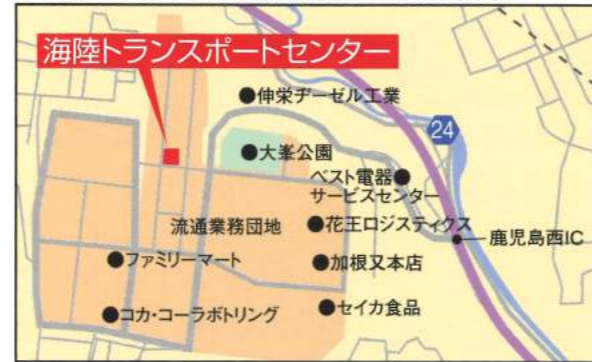 海陸トランスポートセンター
●伸栄ヂーゼル工業
24
●大峯公園
ベスト電器●
サービスセンター
流通業務団地
●花王ロジスティクス
鹿児島西IC
●ファミリーマート
●加根又本店
●コカ・コーラボトリング
●セイカ食品